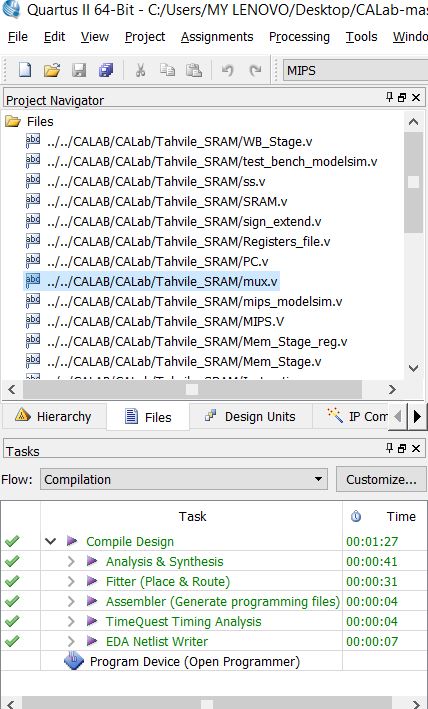 Quartus II 64-Bit - C:/Users/MY LENOVO/Desktop/CALab-mas
File Edit View Project Assignments Processing Tools Windo
MIPS
Project Navigator
Files
../../CALAB/CALab/Tahvile_SRAM/WB_Stage.v
../../CALAB/CALab/Tahvile_SRAM/test_bench_modelsim.v
../../CALAB/CALab/Tahvile_SRAM/ss.v
../../CALAB/CALab/Tahvile_SRAM/SRAM.v
../../CALAB/CALab/Tahvile_SRAM/sign_extend.v
../../CALAB/CALab/Tahvile_SRAM/Registers_file.v
../../CALAB/CALab/Tahvile_SRAM/PC.v
../../CALAB/CALab/Tahvile_SRAM/mux.v
../../CALAB/CALab/Tahvile_SRAM/mips_modelsim.v
../../CALAB/CALab/Tahvile_SRAM/MIPS.V
../../CALAB/CALab/Tahvile_SRAM/Mem_Stage_reg.v
../../CALAB/CALab/Tahvile_SRAM/Mem_Stage.v
Hierarchy Files Design Units IP Com
Tasks
Flow: Compilation Customize...
Task Time
Compile Design 00:01:27
Analysis & Synthesis 00:00:41
Fitter (Place & Route) 00:00:31
Assembler (Generate programming files) 00:00:04
TimeQuest Timing Analysis 00:00:04
EDA Netlist Writer 00:00:07
Program Device (Open Programmer)